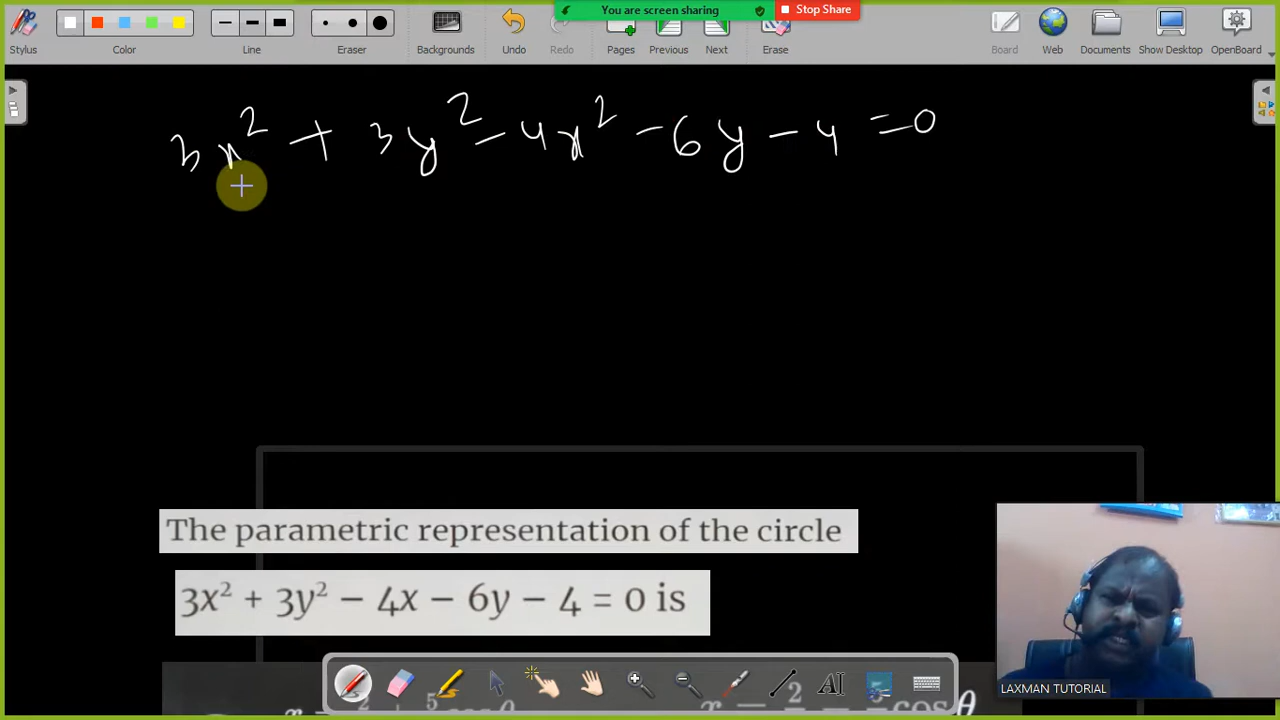 You are screen sharing
Stop Share
Stylus
Color
Line
Eraser
Backgrounds
Undo
Redo
Pages
Previous
Next
Erase
Board
Web
Documents
Show Desktop
OpenBoard
3x² + 3y² - 4x² - 6y - 4 = 0
The parametric representation of the circle
3x² + 3y² − 4x − 6y − 4 = 0 is
LAXMAN TUTORIAL